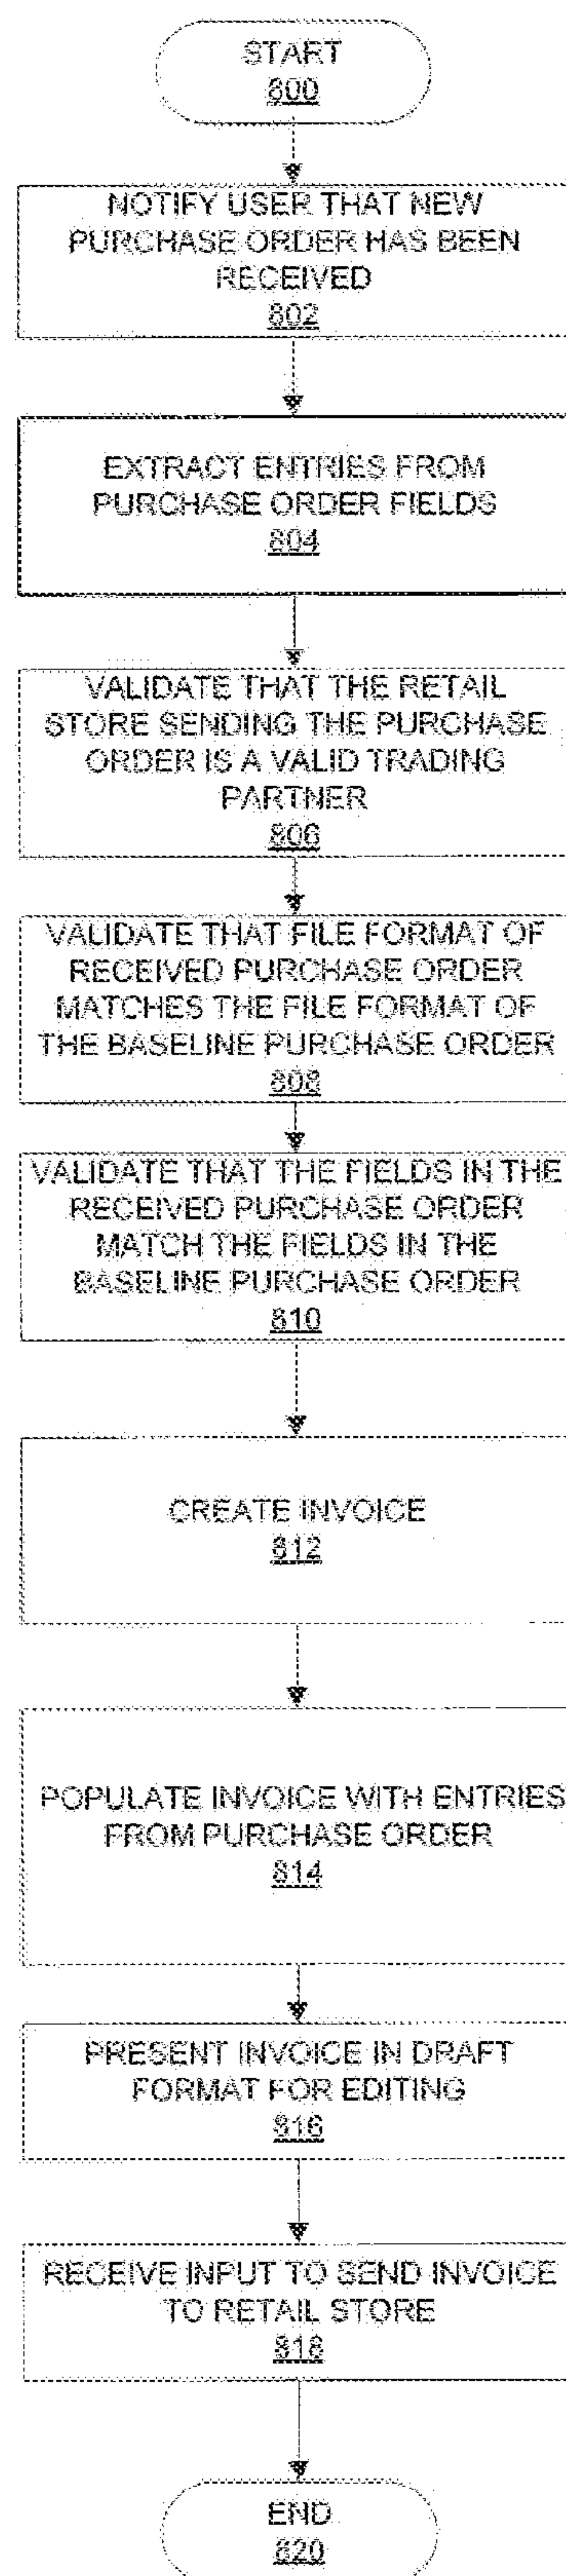 START
800
NOTIFY USER THAT NEW
PURCHASE ORDER HAS BEEN
RECEIVED
802
EXTRACT ENTRIES FROM
PURCHASE ORDER FIELDS
804
VALIDATE THAT THE RETAIL
STORE SENDING THE PURCHASE
ORDER IS A VALID TRADING
PARTNER
806
VALIDATE THAT FILE FORMAT OF
RECEIVED PURCHASE ORDER
MATCHES THE FILE FORMAT OF
THE BASELINE PURCHASE ORDER
808
VALIDATE THAT THE FIELDS IN THE
RECEIVED PURCHASE ORDER
MATCH THE FIELDS IN THE
BASELINE PURCHASE ORDER
810
CREATE INVOICE
812
POPULATE INVOICE WITH ENTRIES
FROM PURCHASE ORDER
814
PRESENT INVOICE IN DRAFT
FORMAT FOR EDITING
816
RECEIVE INPUT TO SEND INVOICE
TO RETAIL STORE
818
END
820